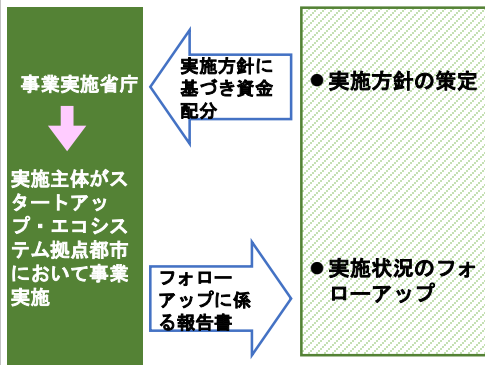 事業実施省庁
実施主体がス
タートアッ
プ・エコシス
テム拠点都市
において事業
実施
実施方針に
基づき資金
配分
フォロー
アップに係
る報告書
●実施方針の策定
●実施状況のフォ
ローアップ